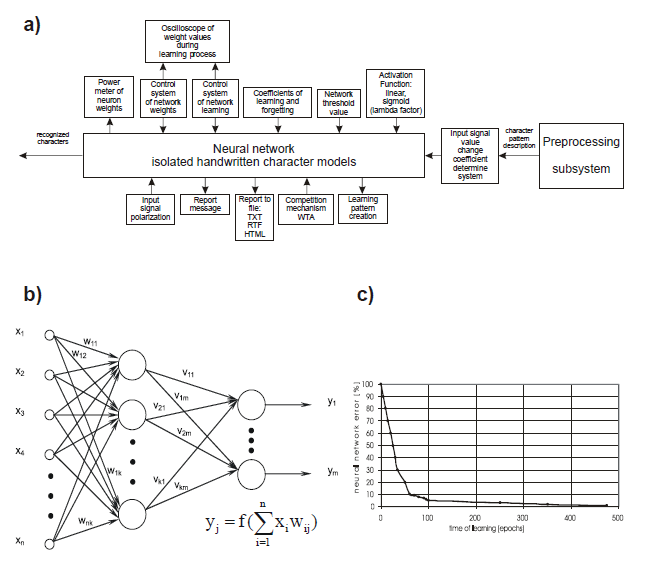 a)
Oscilloscope of
weight values
during
learning process
Power
meter of
neuron
weights
Control
system
of network
weights
Control
system
of network
learning
Coefficients of
learning and
forgetting
Network
threshold
value
Activation
Function:
linear,
sigmoid
(lambda factor)
recognized
characters
Neural network
isolated handwritten character models
Input signal
value
change
coefficient
determine
system
character
pattern
description
Preprocessing
subsystem
Input
signal
polarization
Report
message
Report to
file:
TXT
RTF
HTML
Competition
mechanism
WTA
Learning
pattern
creation
b)
x1
x2
x3
x4
xn
w11
w12
w1k
wnk
v11
v1m
v21
v2m
vk1
vkm
y1
ym
yj = f(∑ xi wij)
n
i=1
c)
neural network error [%]
100
90
80
70
60
50
40
30
20
10
0
0 100 200 300 400 500
time of learning [epochs]